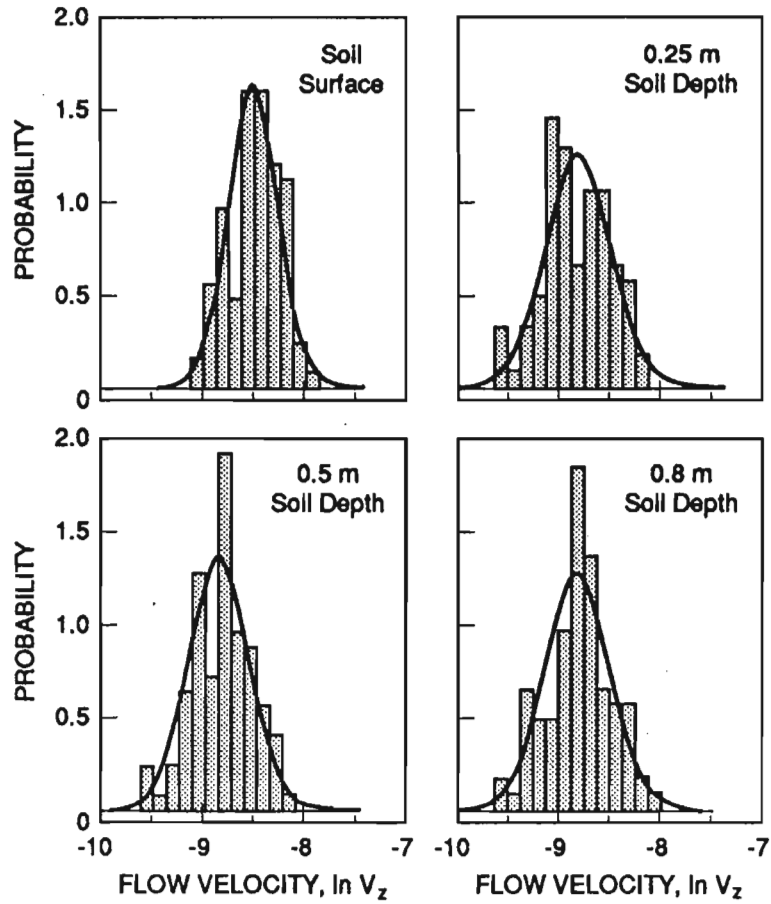 2.0
1.5
1.0
0.5
0
PROBABILITY
Soil
Surface
0.25 m
Soil Depth
2.0
1.5
1.0
0.5
0
PROBABILITY
0.5 m
Soil Depth
0.8 m
Soil Depth
-10 -9 -8 -7
-10 -9 -8 -7
FLOW VELOCITY, ln Vz
FLOW VELOCITY, ln Vz